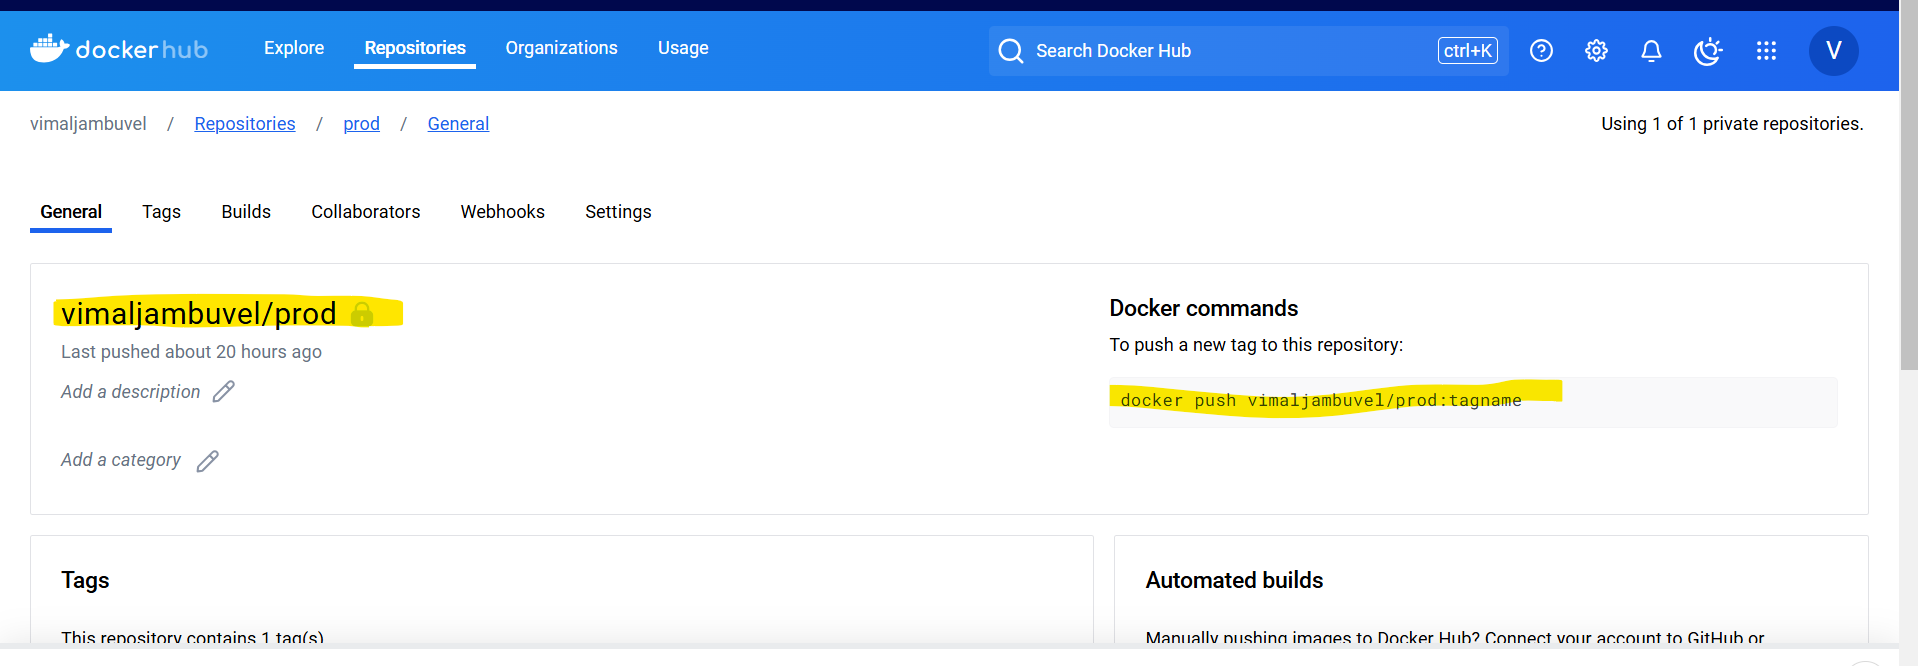 dockerhub Explore Repositories Organizations Usage Search Docker Hub ctrl+K V
vimaljambuvel / Repositories / prod / General Using 1 of 1 private repositories.
General Tags Builds Collaborators Webhooks Settings
vimaljambuvel/prod
Docker commands
Last pushed about 20 hours ago
To push a new tag to this repository:
Add a description
docker push vimaljambuvel/prod:tagname
Add a category
Tags
Automated builds
This repository contains 1 tag(s)
Manually pushing images to Docker Hub? Connect your account to GitHub or